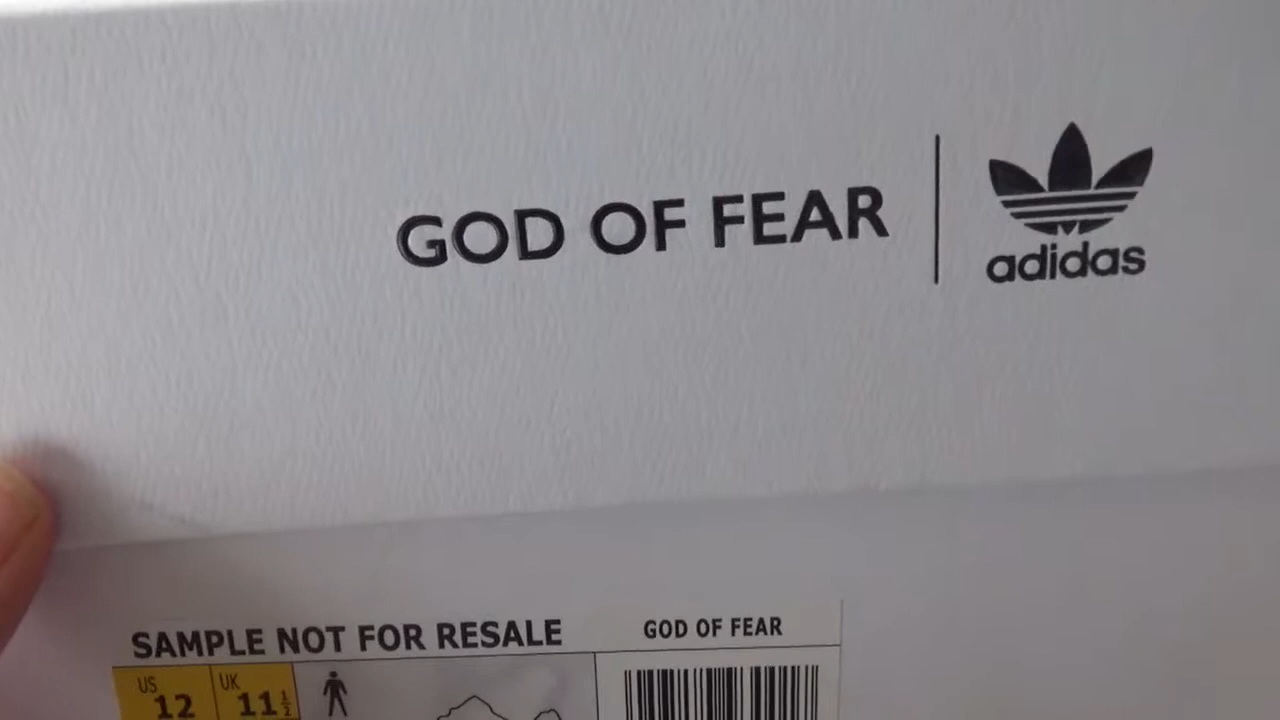 GOD OF FEAR
adidas
SAMPLE NOT FOR RESALE
GOD OF FEAR
US
12
UK
11½